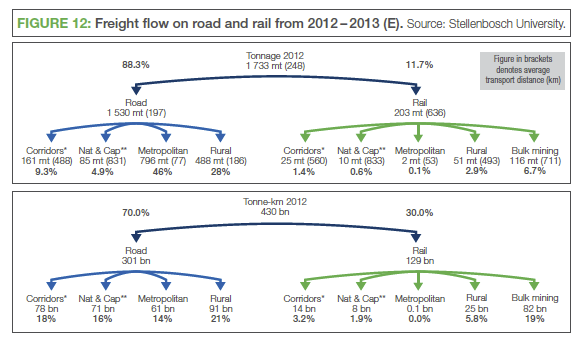 FIGURE 12: Freight flow on road and rail from 2012–2013 (E). Source: Stellenbosch University.
Tonnage 2012
88.3% 1 733 mt (248) 11.7%
Figure in brackets
denotes average
transport distance (km)
Road Rail
1 530 mt (197) 203 mt (636)
Corridors* Nat & Cap** Metropolitan Rural Corridors* Nat & Cap** Metropolitan Rural Bulk mining
161 mt (488) 85 mt (631) 796 mt (77) 488 mt (186) 25 mt (560) 10 mt (833) 2 mt (53) 51 mt (493) 116 mt (711)
9.3% 4.9% 46% 28% 1.4% 0.6% 0.1% 2.9% 6.7%
Tonne-km 2012
70.0% 430 bn 30.0%
Road Rail
301 bn 129 bn
Corridors* Nat & Cap** Metropolitan Rural Corridors* Nat & Cap** Metropolitan Rural Bulk mining
78 bn 71 bn 61 bn 91 bn 14 bn 8 bn 0.1 bn 25 bn 82 bn
18% 16% 14% 21% 3.2% 1.9% 0.0% 5.8% 19%